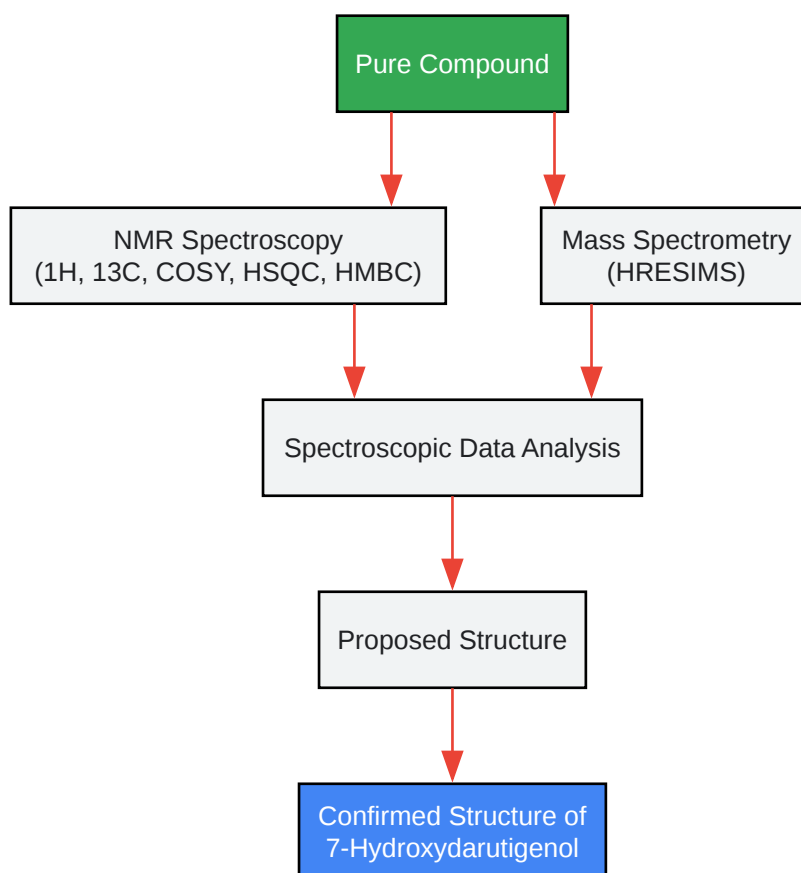 Pure Compound
NMR Spectroscopy
(1H, 13C, COSY, HSQC, HMBC)
Mass Spectrometry
(HRESIMS)
Spectroscopic Data Analysis
Proposed Structure
Confirmed Structure of
7-Hydroxydarutigenol